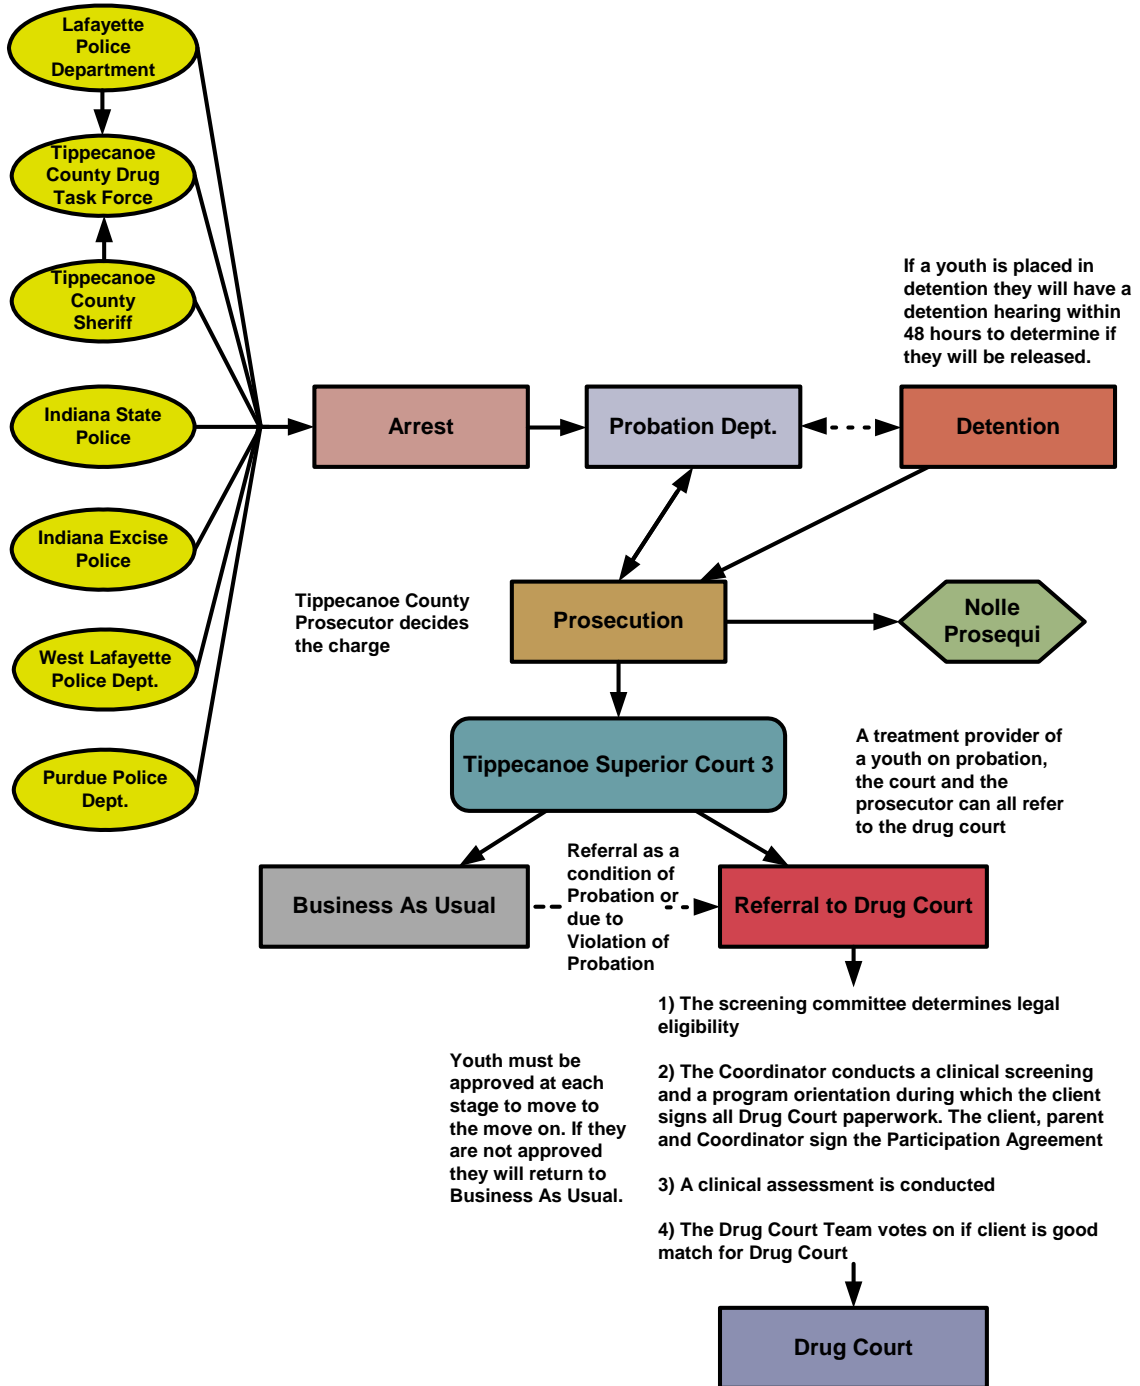 Lafayette
Police
Department
Tippecanoe
County Drug
Task Force
Tippecanoe
County
Sheriff
Indiana State
Police
Indiana Excise
Police
West Lafayette
Police Dept.
Purdue Police
Dept.
If a youth is placed in
detention they will have a
detention hearing within
48 hours to determine if
they will be released.
Arrest
Probation Dept.
Detention
Tippecanoe County
Prosecutor decides
the charge
Prosecution
Nolle
Prosequi
Tippecanoe Superior Court 3
A treatment provider of
a youth on probation,
the court and the
prosecutor can all refer
to the drug court
Business As Usual
Referral as a
condition of
Probation or
due to
Violation of
Probation
Referral to Drug Court
1) The screening committee determines legal
eligibility
Youth must be
approved at each
stage to move to
the move on. If they
are not approved
they will return to
Business As Usual.
2) The Coordinator conducts a clinical screening
and a program orientation during which the client
signs all Drug Court paperwork. The client, parent
and Coordinator sign the Participation Agreement
3) A clinical assessment is conducted
4) The Drug Court Team votes on if client is good
match for Drug Court
Drug Court